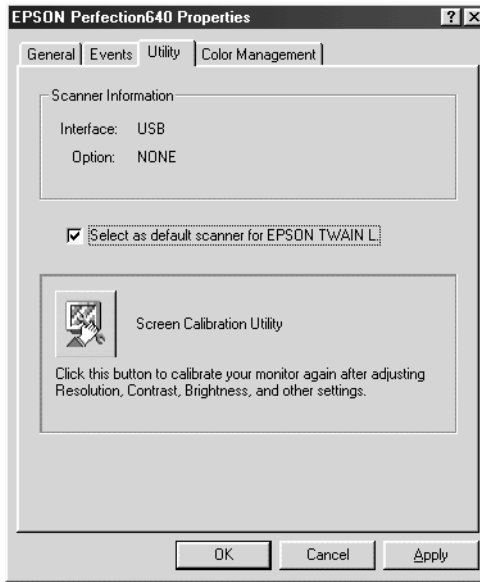 EPSON Perfection640 Properties
General Events Utility Color Management
Scanner Information
Interface: USB
Option: NONE
Select as default scanner for EPSON TWAIN L.
Screen Calibration Utility
Click this button to calibrate your monitor again after adjusting
Resolution, Contrast, Brightness, and other settings.
OK Cancel Apply